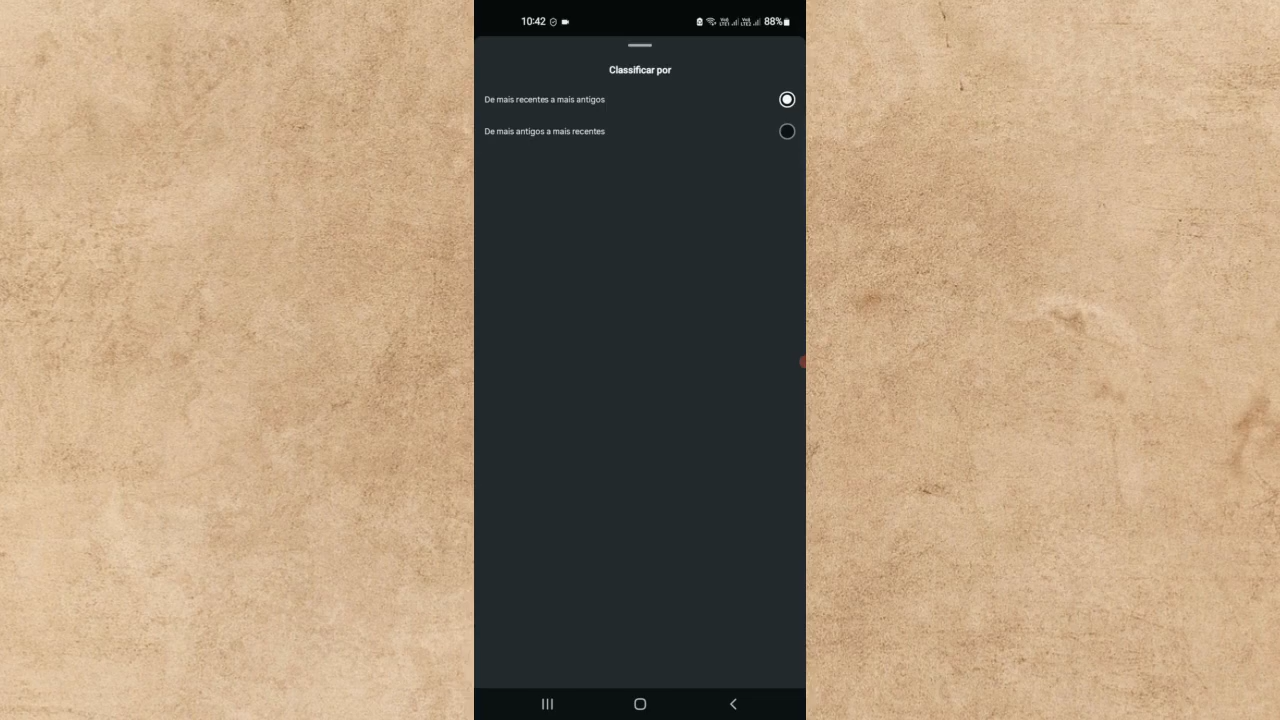 10:42 88%
Classificar por
De mais recentes a mais antigos
De mais antigos a mais recentes